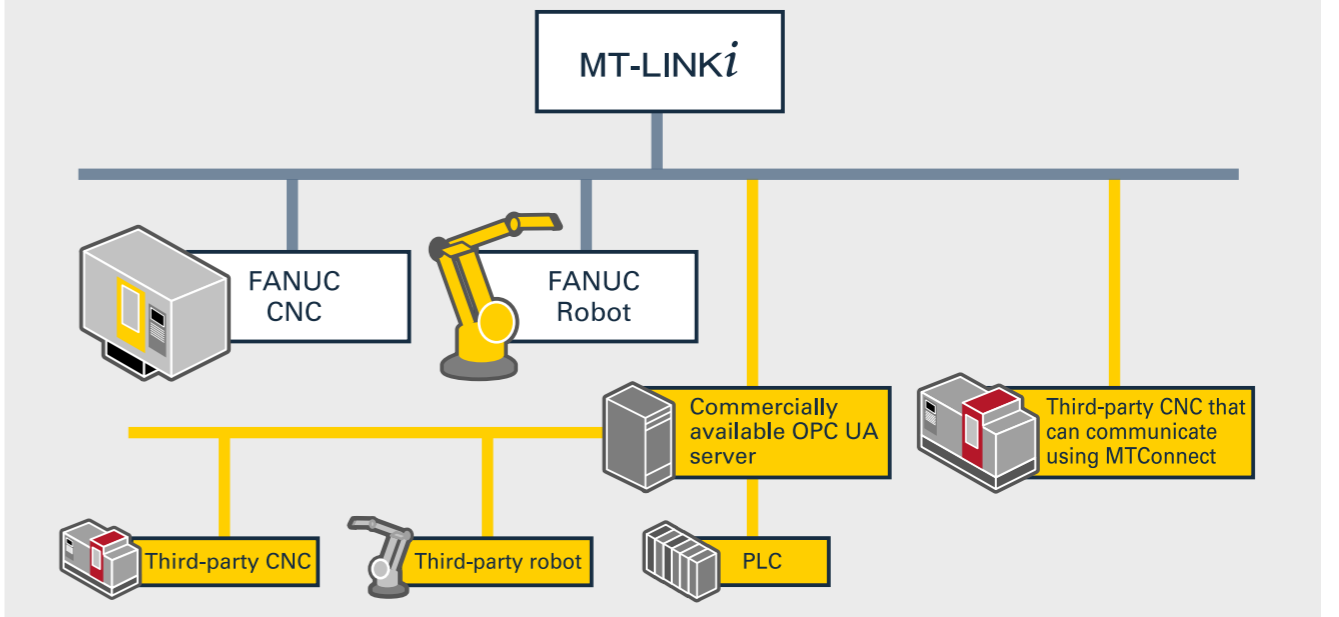 MT-LINKi
FANUC
CNC
FANUC
Robot
Commercially
available OPC UA
server
Third-party CNC that
can communicate
using MTConnect
Third-party CNC
Third-party robot
PLC